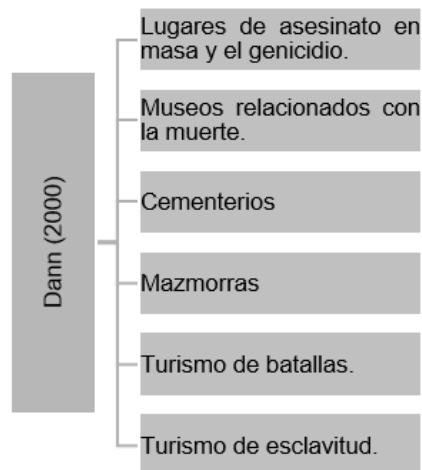 Dann (2000)
Lugares de asesinato en
masa y el genicidio.
Museos relacionados con
la muerte.
Cementerios
Mazmorras
Turismo de batallas.
Turismo de esclavitud.